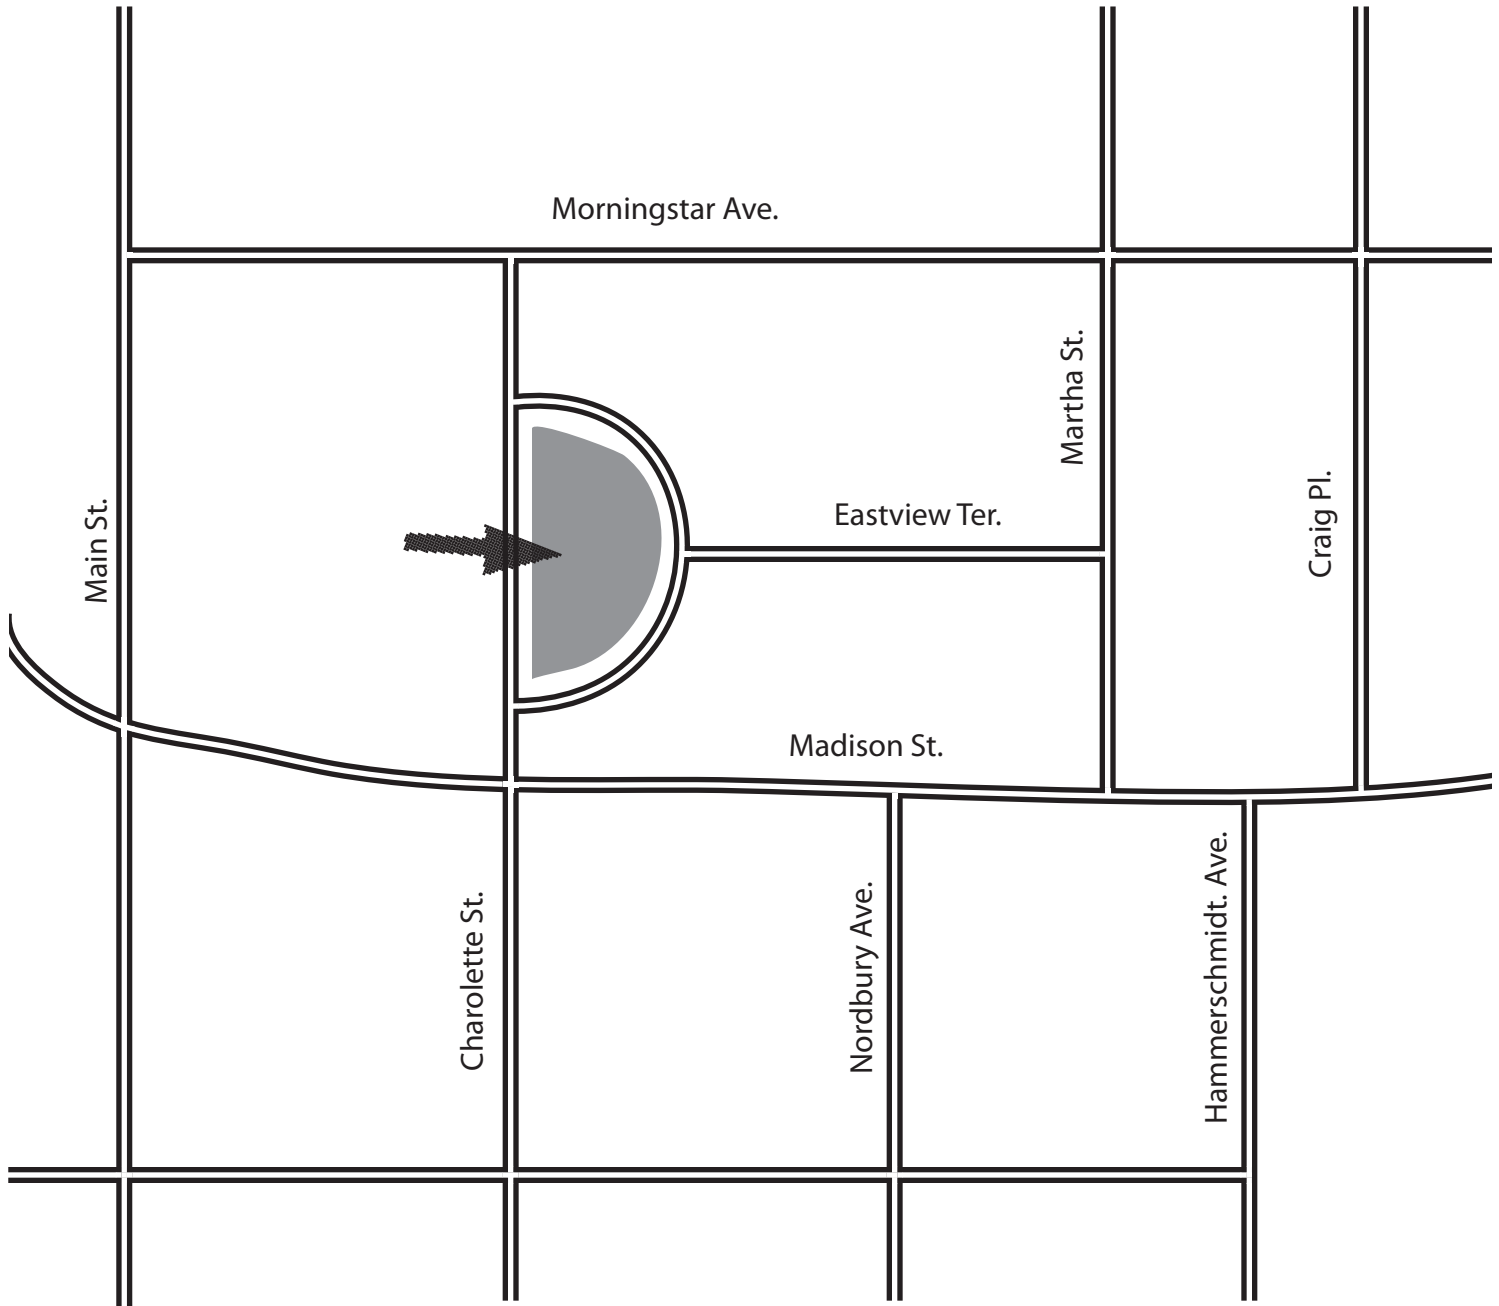 Morningstar Ave.
Martha St.
Main St.
Eastview Ter.
Craig Pl.
Madison St.
Charolette St.
Nordbury Ave.
Hammerschmidt. Ave.